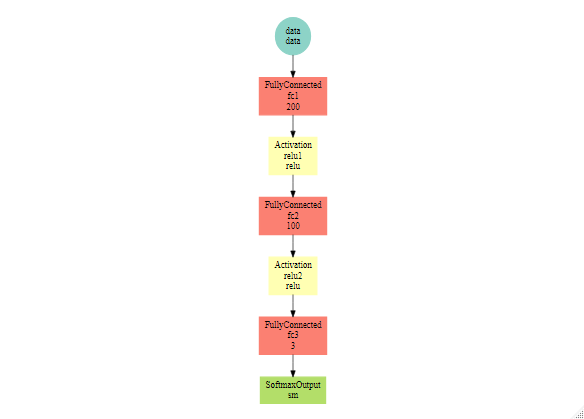 data
data
FullyConnected
fc1
200
Activation
relu1
relu
FullyConnected
fc2
100
Activation
relu2
relu
FullyConnected
fc3
3
SoftmaxOutput
sm